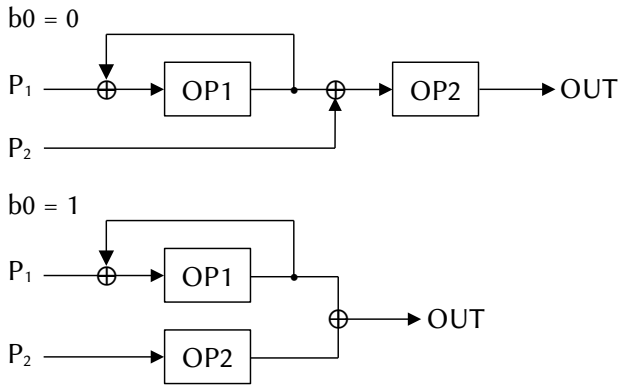 b0 = 0
P₁ OP1 OP2 OUT
P₂
b0 = 1
P₁ OP1
OUT
P₂ OP2